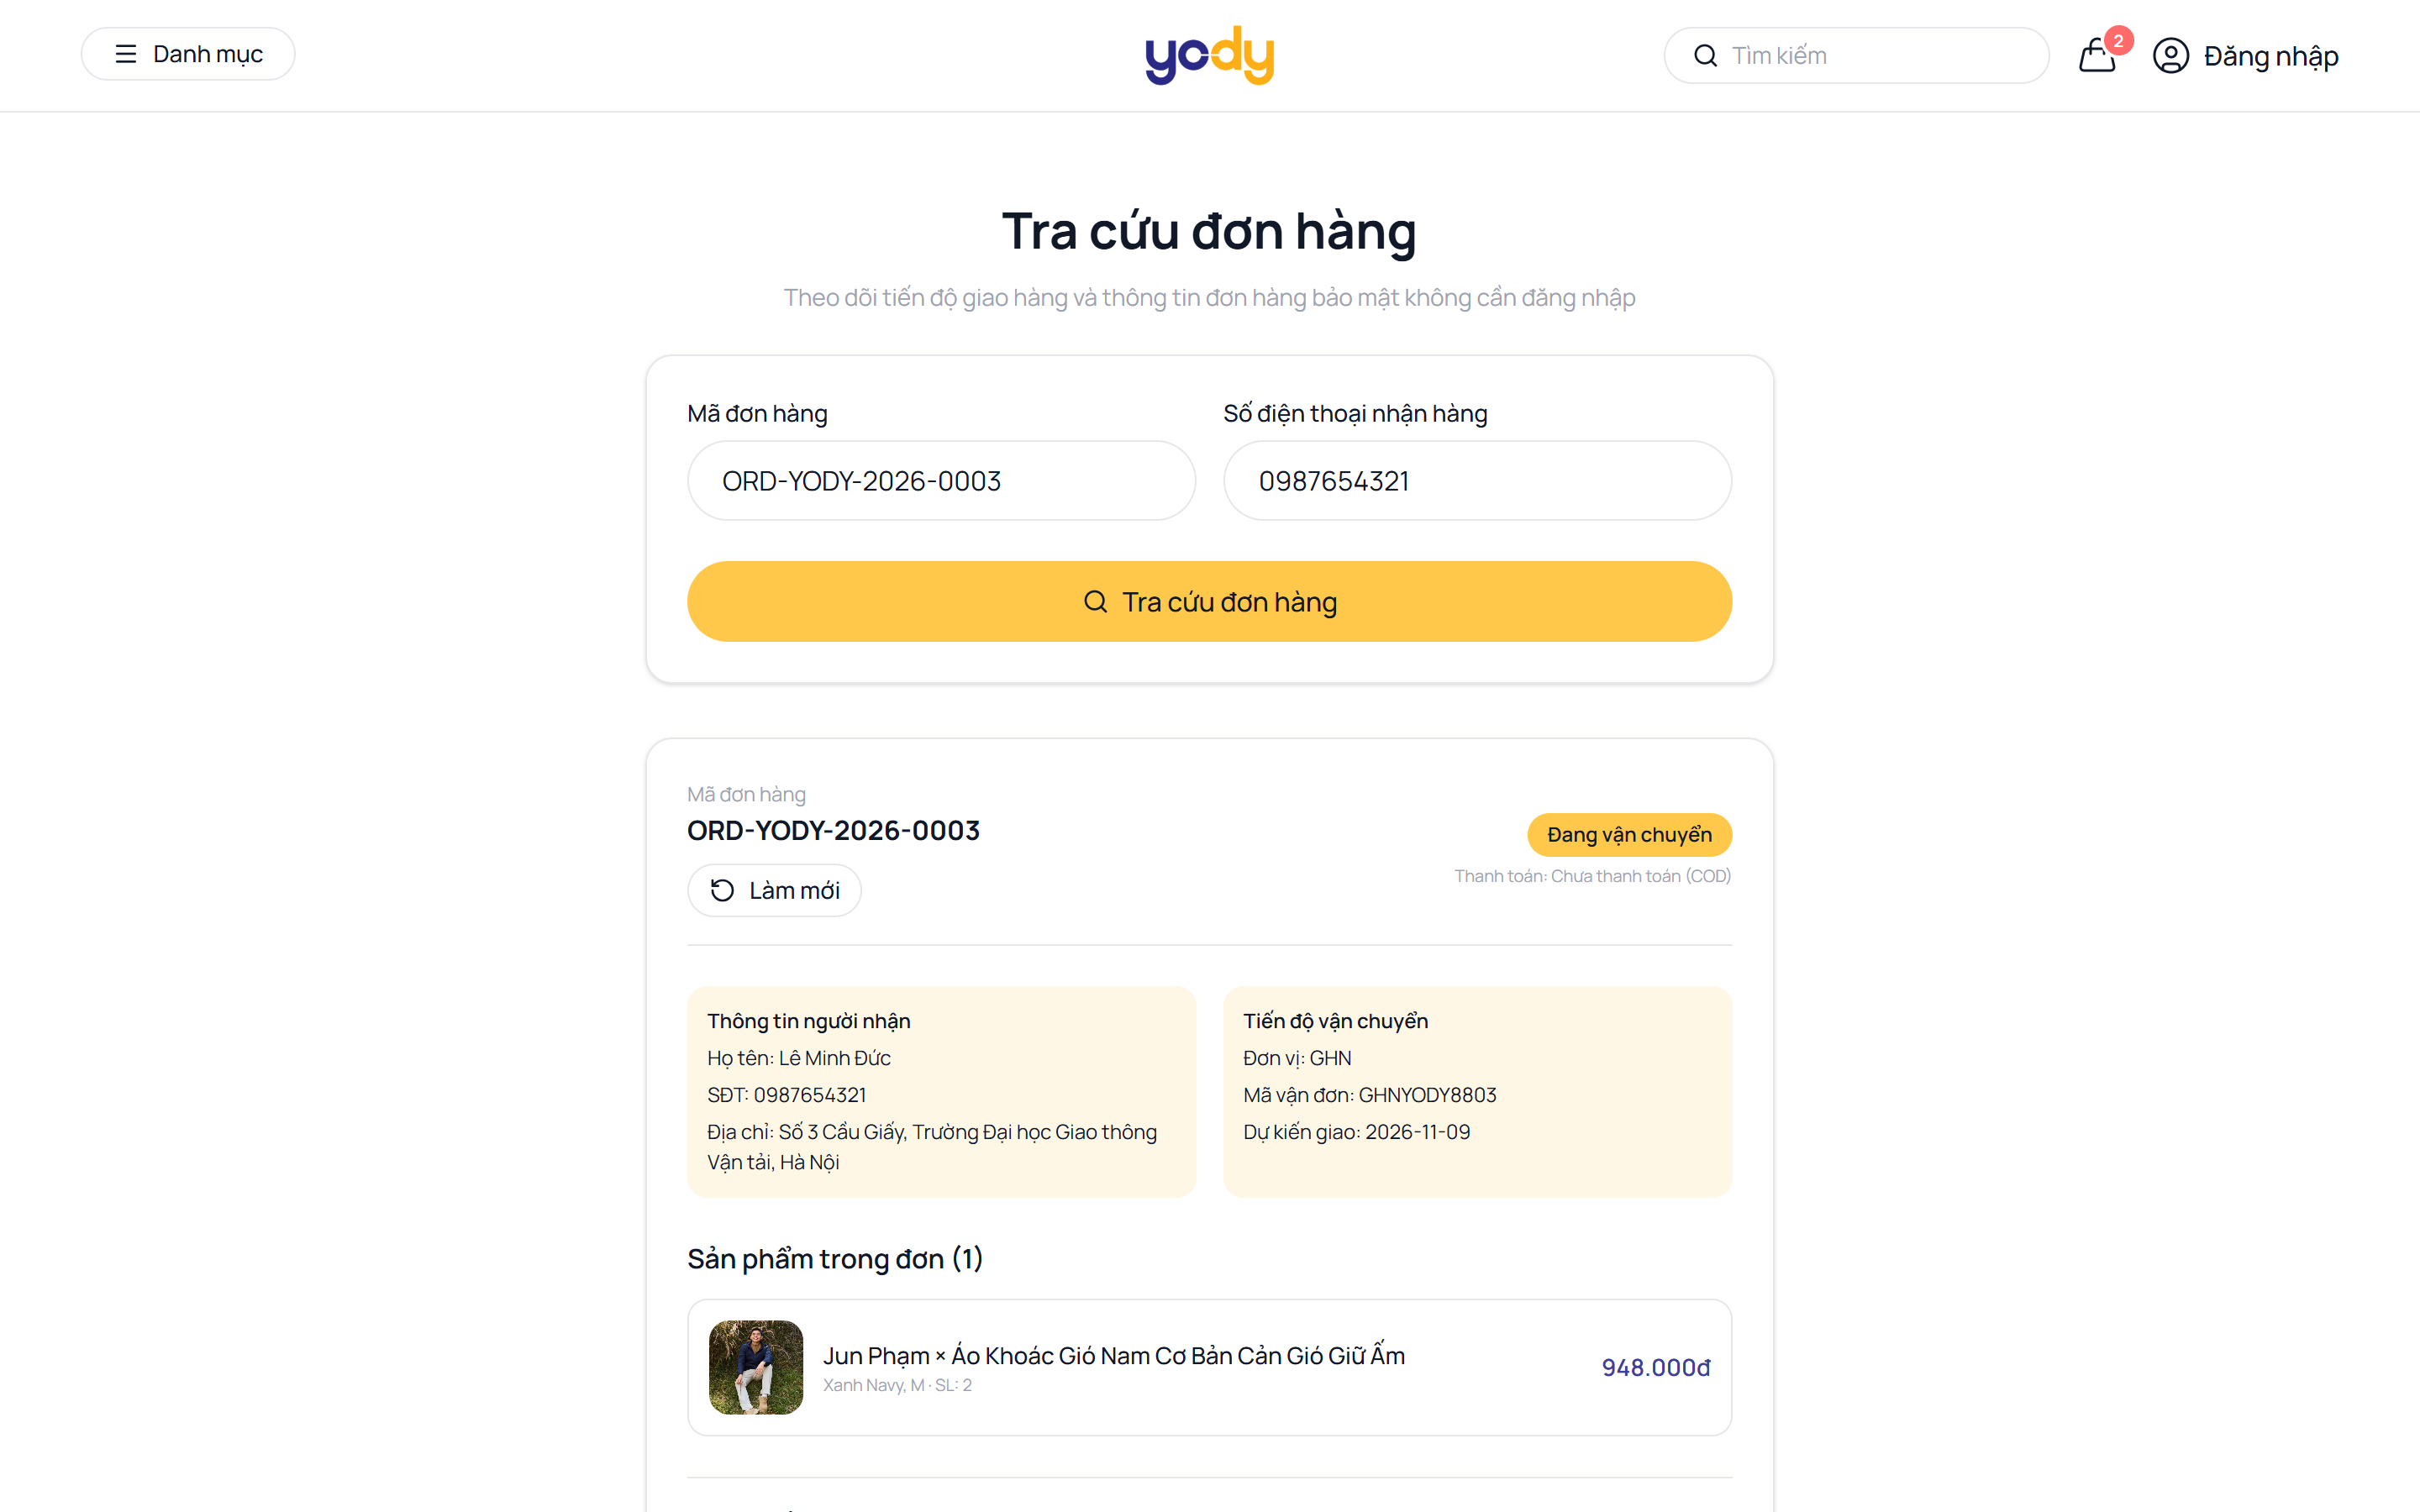 Danh mục
yody
Tìm kiếm
2
Đăng nhập
Tra cứu đơn hàng
Theo dõi tiến độ giao hàng và thông tin đơn hàng bảo mật không cần đăng nhập
Mã đơn hàng
Số điện thoại nhận hàng
ORD-YODY-2026-0003
0987654321
Tra cứu đơn hàng
Mã đơn hàng
ORD-YODY-2026-0003
Làm mới
Đang vận chuyển
Thanh toán: Chưa thanh toán (COD)
Thông tin người nhận
Họ tên: Lê Minh Đức
SĐT: 0987654321
Địa chỉ: Số 3 Cầu Giấy, Trường Đại học Giao thông
Vận tải, Hà Nội
Tiến độ vận chuyển
Đơn vị: GHN
Mã vận đơn: GHNYODY8803
Dự kiến giao: 2026-11-09
Sản phẩm trong đơn (1)
Jun Phạm × Áo Khoác Gió Nam Cơ Bản Cản Gió Giữ Ấm
Xanh Navy, M · SL: 2
948.000đ